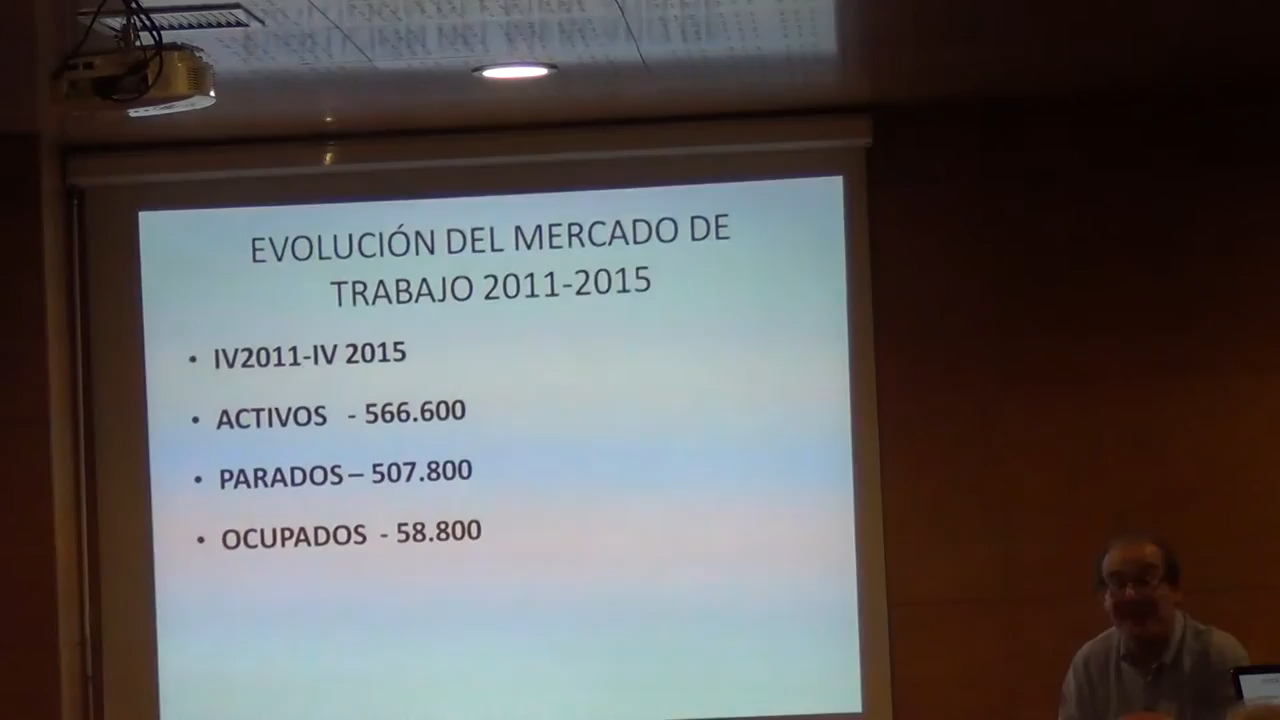 EVOLUCIÓN DEL MERCADO DE
TRABAJO 2011-2015
• IV2011-IV 2015
• ACTIVOS - 566.600
• PARADOS – 507.800
• OCUPADOS - 58.800